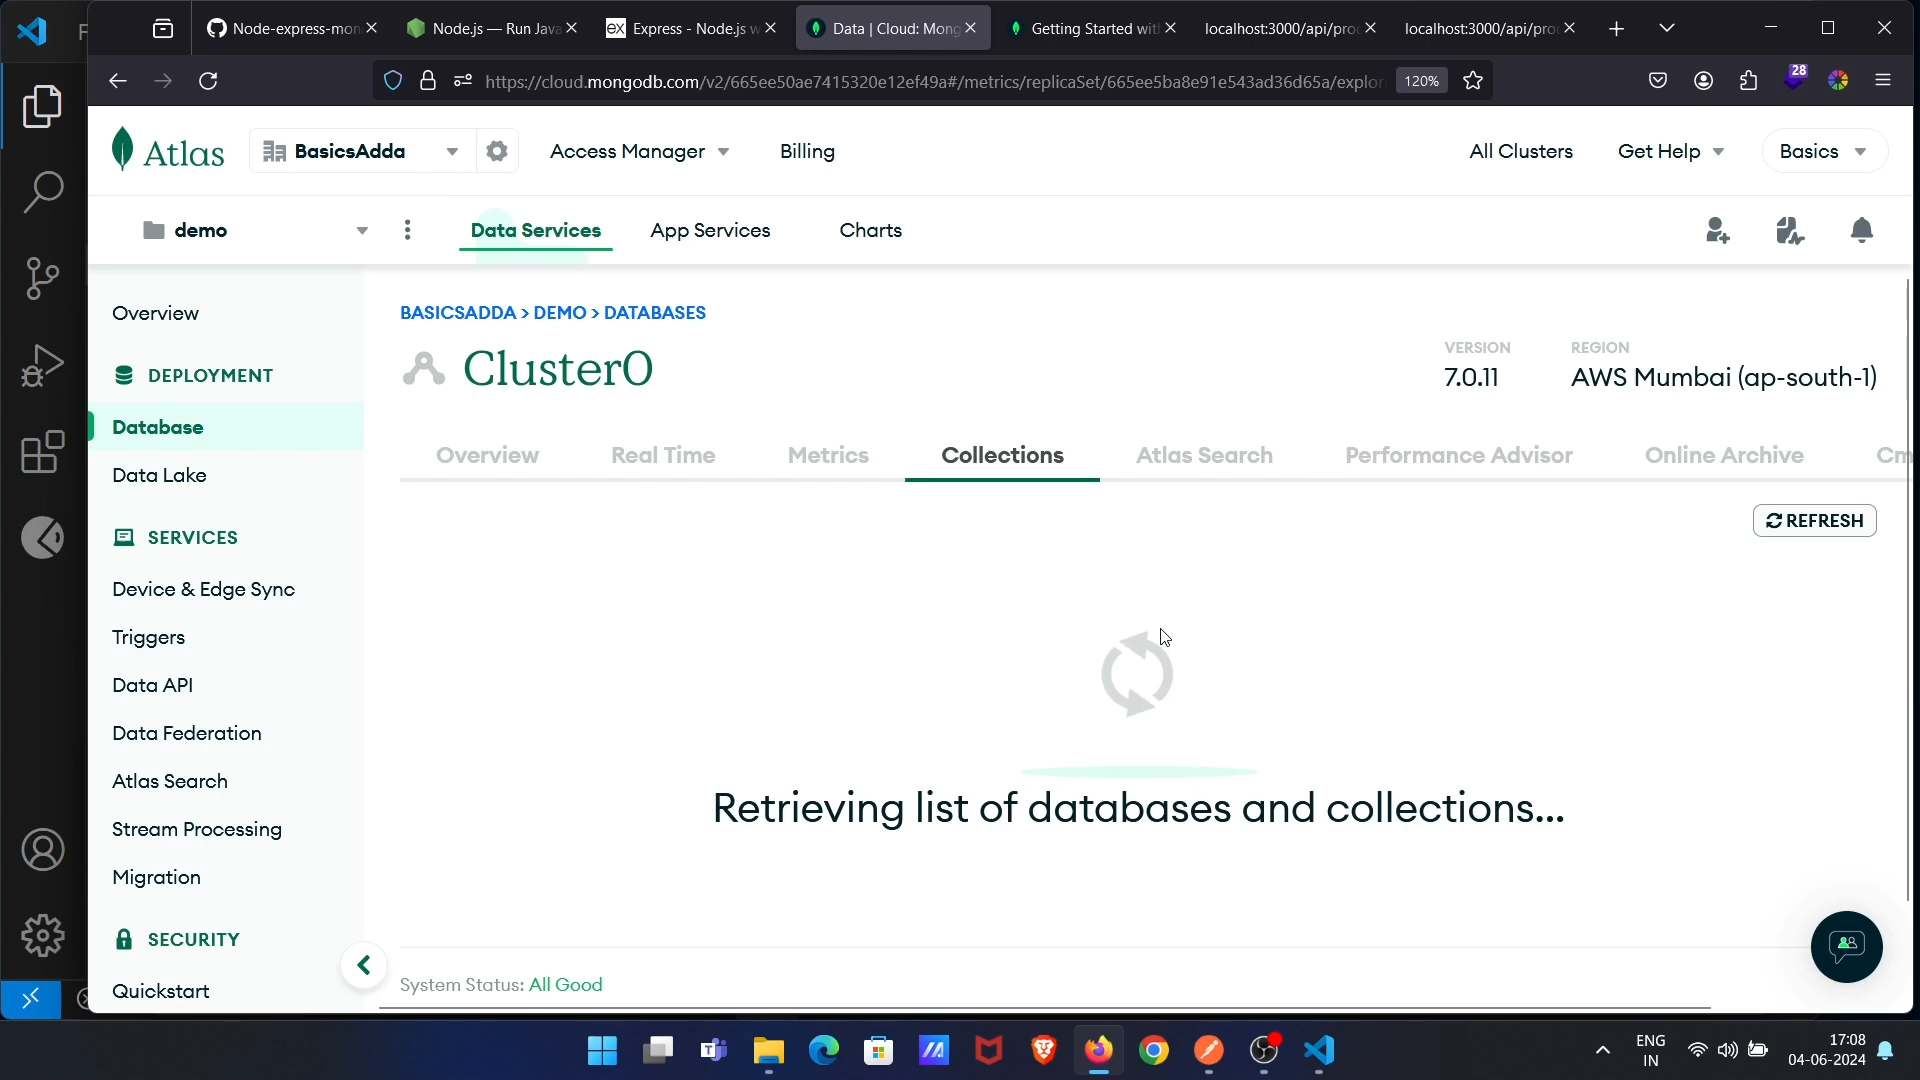 Node-express-mon
Node.js — Run Java
Express - Node.js w
Data | Cloud: Mong
Getting Started wit
localhost:3000/api/pro
localhost:3000/api/pro
https://cloud.mongodb.com/v2/665ee50ae7415320e12ef49a#/metrics/replicaSet/665ee5ba8e91e543ad36d65a/explor
120%
28
Atlas
BasicsAdda
Access Manager
Billing
All Clusters
Get Help
Basics
demo
Data Services
App Services
Charts
Overview
DEPLOYMENT
Database
Data Lake
SERVICES
Device & Edge Sync
Triggers
Data API
Data Federation
Atlas Search
Stream Processing
Migration
SECURITY
Quickstart
BASICSADDA > DEMO > DATABASES
Cluster0
VERSION
7.0.11
REGION
AWS Mumbai (ap-south-1)
Overview
Real Time
Metrics
Collections
Atlas Search
Performance Advisor
Online Archive
Cm
REFRESH
Retrieving list of databases and collections...
System Status: All Good
ENG
IN
17:08
04-06-2024